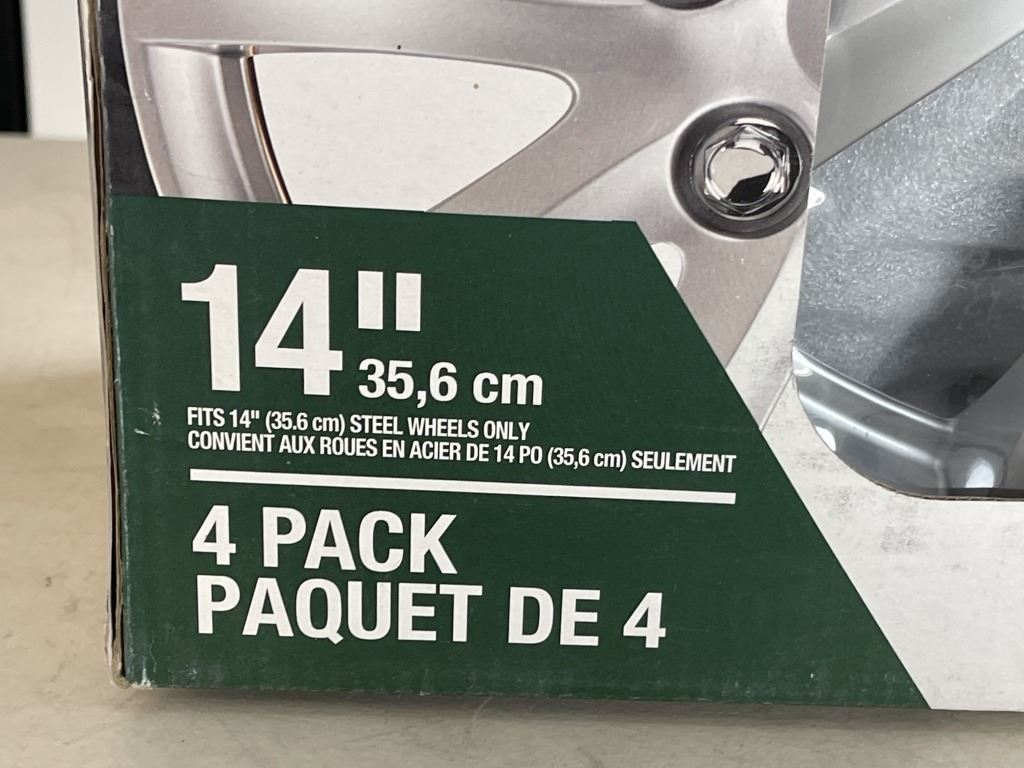 14"
35,6 cm
FITS 14" (35.6 cm) STEEL WHEELS ONLY
CONVIENT AUX ROUES EN ACIER DE 14 PO (35,6 cm) SEULEMENT
4 PACK
PAQUET DE 4